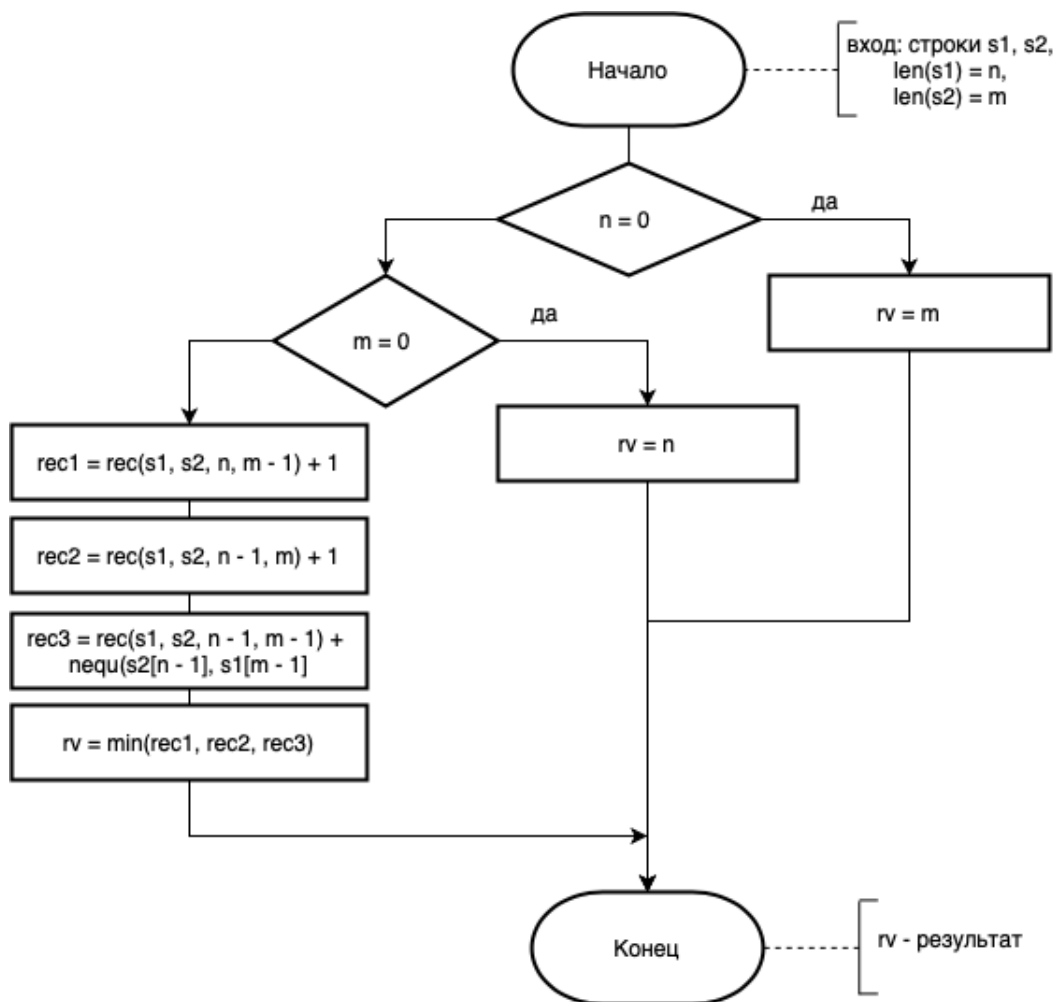 Начало
вход: строки s1, s2,
len(s1) = n,
len(s2) = m
n = 0
да
rv = m
m = 0
да
rv = n
rec1 = rec(s1, s2, n, m - 1) + 1
rec2 = rec(s1, s2, n - 1, m) + 1
rec3 = rec(s1, s2, n - 1, m - 1) +
nequ(s2[n - 1], s1[m - 1]
rv = min(rec1, rec2, rec3)
Конец
rv - результат